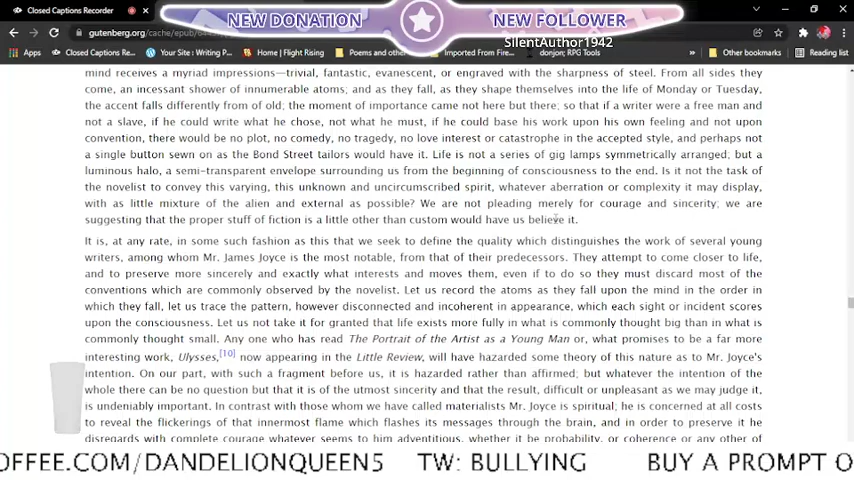 Closed Captions Recorder
NEW DONATION
NEW FOLLOWER
SilentAuthor1942
gutenberg.org/cache/epub/64
Apps
Closed Captions Reco...
Your Site : Writing P...
Home | Flight Rising
Poems and other
Imported From Fire...
donjon; RPG Tools
Other bookmarks
Reading list
mind receives a myriad impressions—trivial, fantastic, evanescent, or engraved with the sharpness of steel. From all sides they
come, an incessant shower of innumerable atoms; and as they fall, as they shape themselves into the life of Monday or Tuesday,
the accent falls differently from of old; the moment of importance came not here but there; so that if a writer were a free man and
not a slave, if he could write what he chose, not what he must, if he could base his work upon his own feeling and not upon
convention, there would be no plot, no comedy, no tragedy, no love interest or catastrophe in the accepted style, and perhaps not
a single button sewn on as the Bond Street tailors would have it. Life is not a series of gig lamps symmetrically arranged; but a
luminous halo, a semi-transparent envelope surrounding us from the beginning of consciousness to the end. Is it not the task of
the novelist to convey this varying, this unknown and uncircumscribed spirit, whatever aberration or complexity it may display,
with as little mixture of the alien and external as possible? We are not pleading merely for courage and sincerity; we are
suggesting that the proper stuff of fiction is a little other than custom would have us believe it.
It is, at any rate, in some such fashion as this that we seek to define the quality which distinguishes the work of several young
writers, among whom Mr. James Joyce is the most notable, from that of their predecessors. They attempt to come closer to life,
and to preserve more sincerely and exactly what interests and moves them, even if to do so they must discard most of the
conventions which are commonly observed by the novelist. Let us record the atoms as they fall upon the mind in the order in
which they fall, let us trace the pattern, however disconnected and incoherent in appearance, which each sight or incident scores
upon the consciousness. Let us not take it for granted that life exists more fully in what is commonly thought big than in what is
commonly thought small. Any one who has read The Portrait of the Artist as a Young Man or, what promises to be a far more
interesting work, Ulysses,[10] now appearing in the Little Review, will have hazarded some theory of this nature as to Mr. Joyce's
intention. On our part, with such a fragment before us, it is hazarded rather than affirmed; but whatever the intention of the
whole there can be no question but that it is of the utmost sincerity and that the result, difficult or unpleasant as we may judge it,
is undeniably important. In contrast with those whom we have called materialists Mr. Joyce is spiritual; he is concerned at all costs
to reveal the flickerings of that innermost flame which flashes its messages through the brain, and in order to preserve it he
disregards with complete courage whatever seems to him adventitious, whether it be probability, or coherence or any other of
OFFEE.COM/DANDELIONQUEEN5 TW: BULLYING BUY A PROMPT O